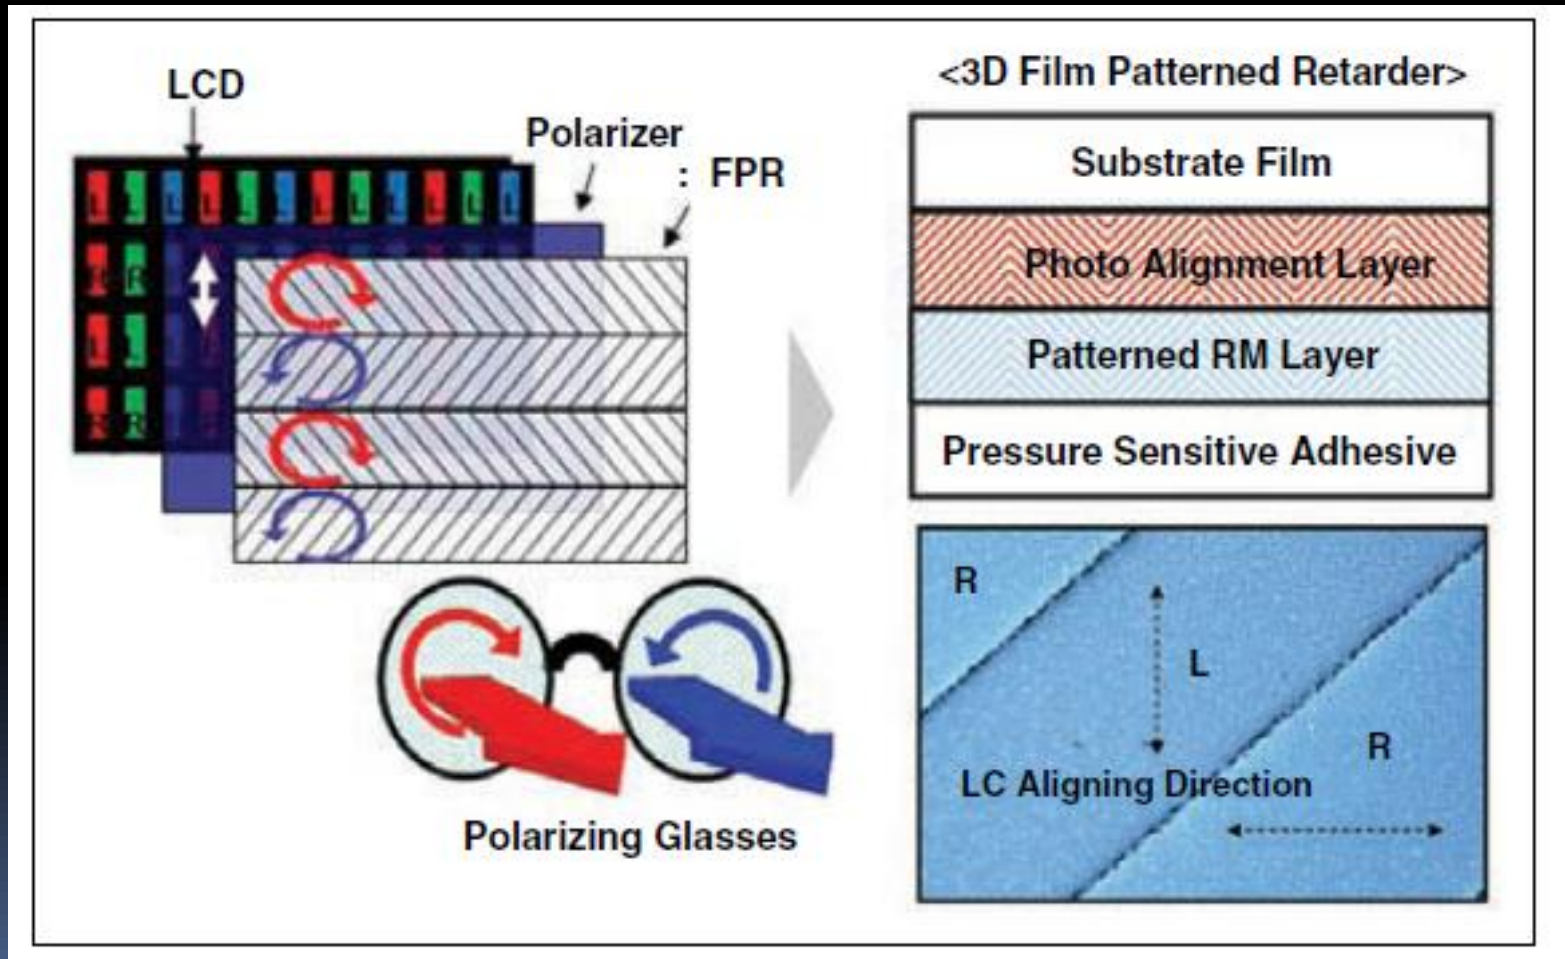 LCD
Polarizer
: FPR
L L L L L L L L L L L L
R R
L L
R R
Polarizing Glasses
<3D Film Patterned Retarder>
Substrate Film
Photo Alignment Layer
Patterned RM Layer
Pressure Sensitive Adhesive
R
L
R
LC Aligning Direction